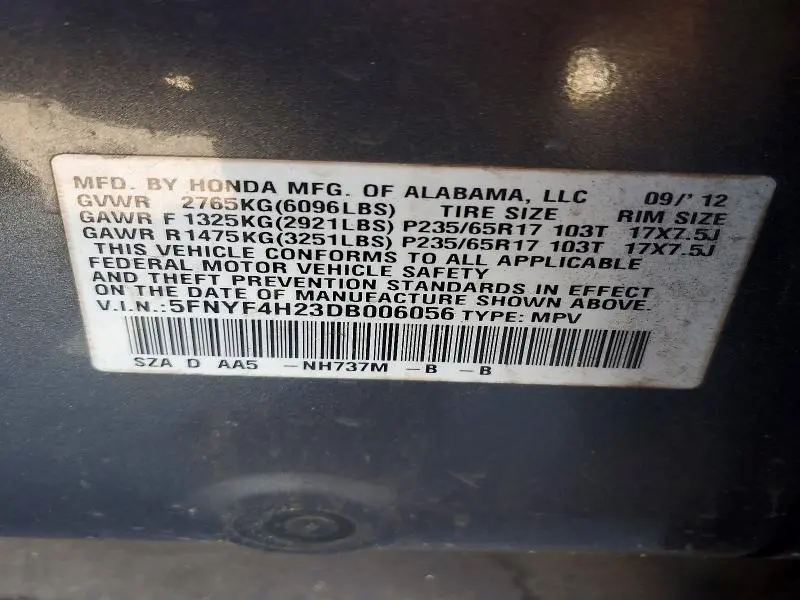 MFD. BY HONDA MFG. OF ALABAMA, LLC 09/'12
GVWR 2765KG(6096LBS) TIRE SIZE RIM SIZE
GAWR F 1325KG(2921LBS) P235/65R17 103T 17X7.5J
GAWR R1475KG(3251LBS) P235/65R17 103T 17X7.5J
THIS VEHICLE CONFORMS TO ALL APPLICABLE
FEDERAL MOTOR VEHICLE SAFETY
AND THEFT PREVENTION STANDARDS IN EFFECT
ON THE DATE OF MANUFACTURE SHOWN ABOVE.
V.I.N.:5FNYF4H23DB006056 TYPE: MPV
SZA D AA5 -NH737M -B -B